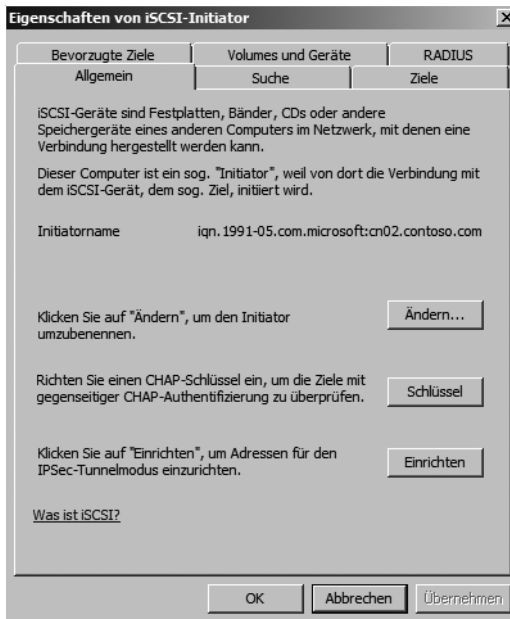 Eigenschaften von iSCSI-Initiator
Bevorzugte Ziele Volumes und Geräte RADIUS
Allgemein Suche Ziele
iSCSI-Geräte sind Festplatten, Bänder, CDs oder andere
Speichergeräte eines anderen Computers im Netzwerk, mit denen eine
Verbindung hergestellt werden kann.
Dieser Computer ist ein sog. "Initiator", weil von dort die Verbindung mit
dem iSCSI-Gerät, dem sog. Ziel, initiiert wird.
Initiatorname iqn.1991-05.com.microsoft:cn02.contoso.com
Klicken Sie auf "Ändern", um den Initiator
umzubenennen.
Ändern...
Richten Sie einen CHAP-Schlüssel ein, um die Ziele mit
gegenseitiger CHAP-Authentifizierung zu überprüfen.
Schlüssel
Klicken Sie auf "Einrichten", um Adressen für den
IPSec-Tunnelmodus einzurichten.
Einrichten
Was ist iSCSI?
OK Abbrechen Übernehmen